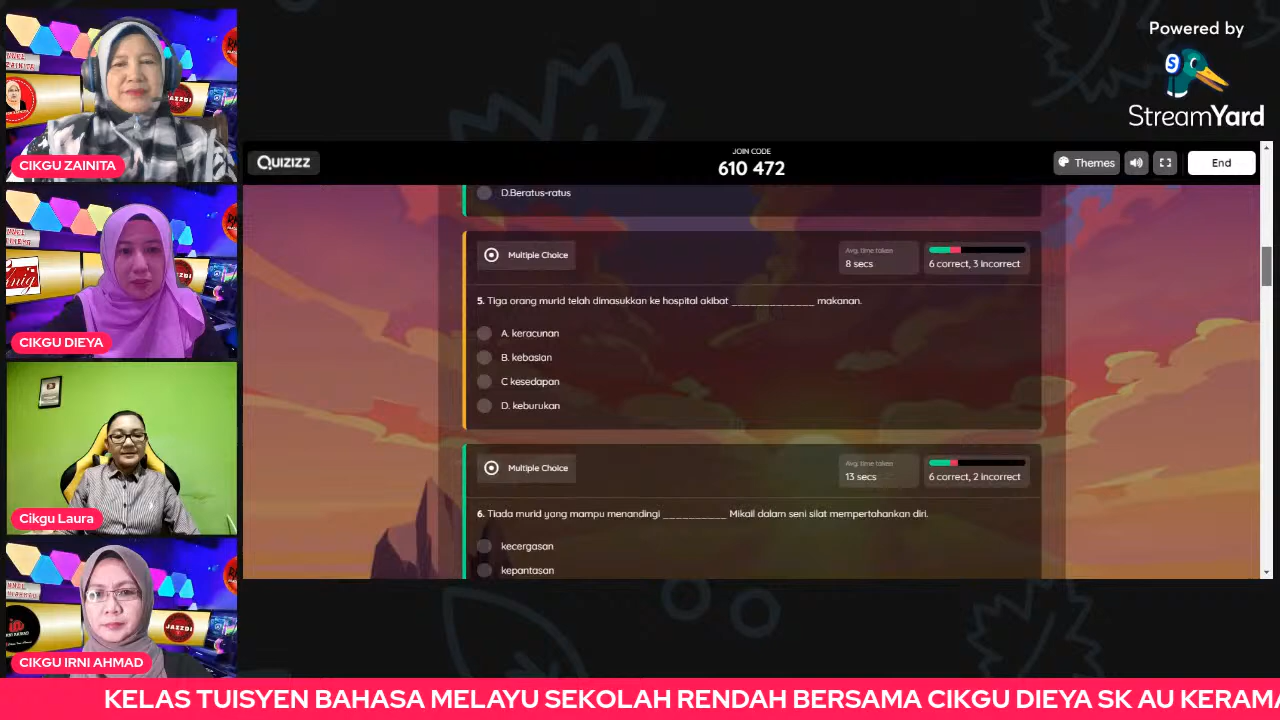 Powered by
StreamYard
CIKGU ZAINITA
CIKGU DIEYA
Cikgu Laura
CIKGU IRNI AHMAD
QUIZIZZ
JOIN CODE
610 472
Themes
End
D.Beratus-ratus
Multiple Choice
Avg. time taken
8 secs
6 correct, 3 incorrect
5. Tiga orang murid telah dimasukkan ke hospital akibat ______________ makanan.
A. keracunan
B. kebasian
C kesedapan
D. keburukan
Multiple Choice
Avg. time taken
13 secs
6 correct, 2 incorrect
6. Tiada murid yang mampu menandingi ___________ Mikail dalam seni silat mempertahankan diri.
kecergasan
kepantasan
KELAS TUISYEN BAHASA MELAYU SEKOLAH RENDAH BERSAMA CIKGU DIEYA SK AU KERAMA